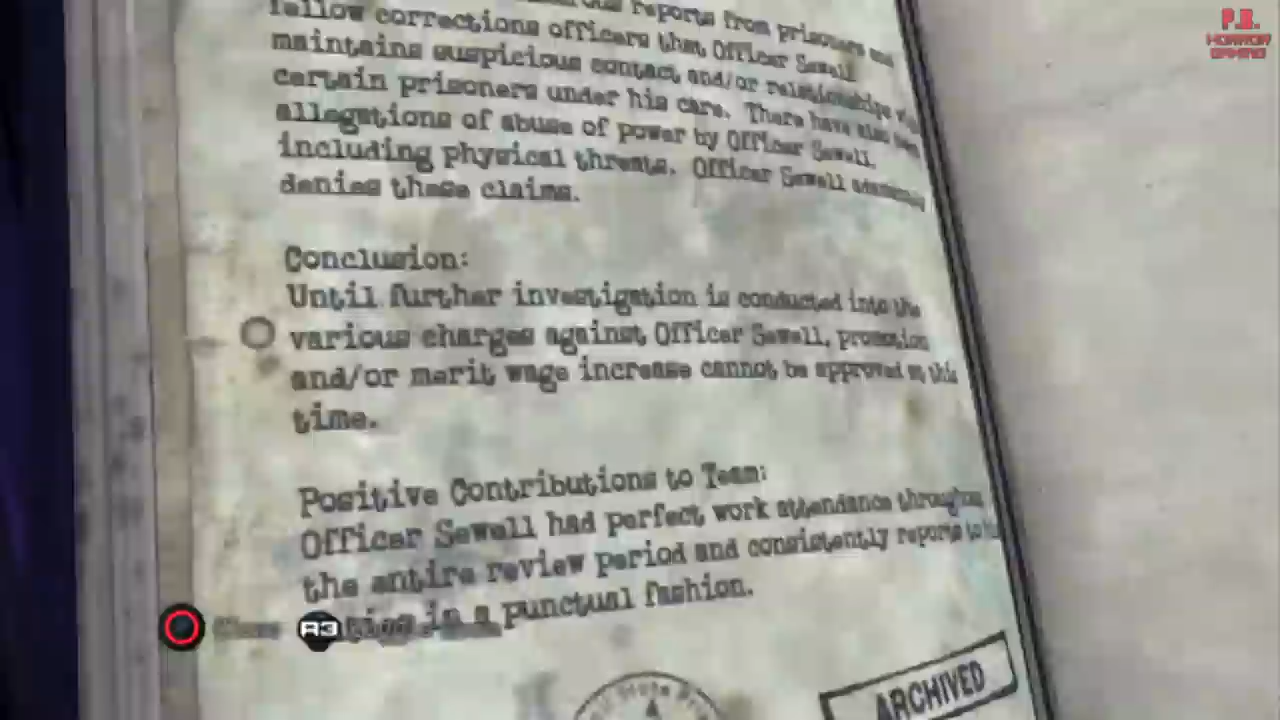 reports from prisoners and
fellow corrections officers that Officer Sewell
maintains suspicious contact and/or relationships
certain prisoners under his care. There have also been
allegations of abuse of power by Officer Sewell,
including physical threats. Officer Sewell
denies these claims.
Conclusion:
Until further investigation is conducted into the
various charges against Officer Sewell, promotion
and/or merit wage increase cannot be approved at this
time.
Positive Contributions to Team:
Officer Sewell had perfect work attendance throughout
the entire review period and consistently reports to
in a punctual fashion.
R3
State
ARCHIVED
P.B.
HORROR
GAMING